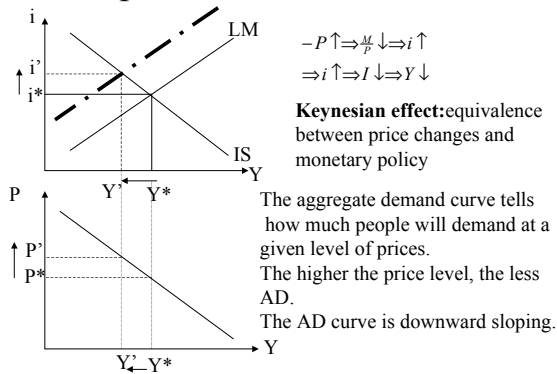 i
LM
i'
i*
IS
Y
Y' Y*
P
P'
P*
Y
Y' Y*
–P↑⇒M/P↓⇒i↑
⇒i↑⇒I↓⇒Y↓
Keynesian effect:equivalence
between price changes and
monetary policy
The aggregate demand curve tells
how much people will demand at a
given level of prices.
The higher the price level, the less
AD.
The AD curve is downward sloping.